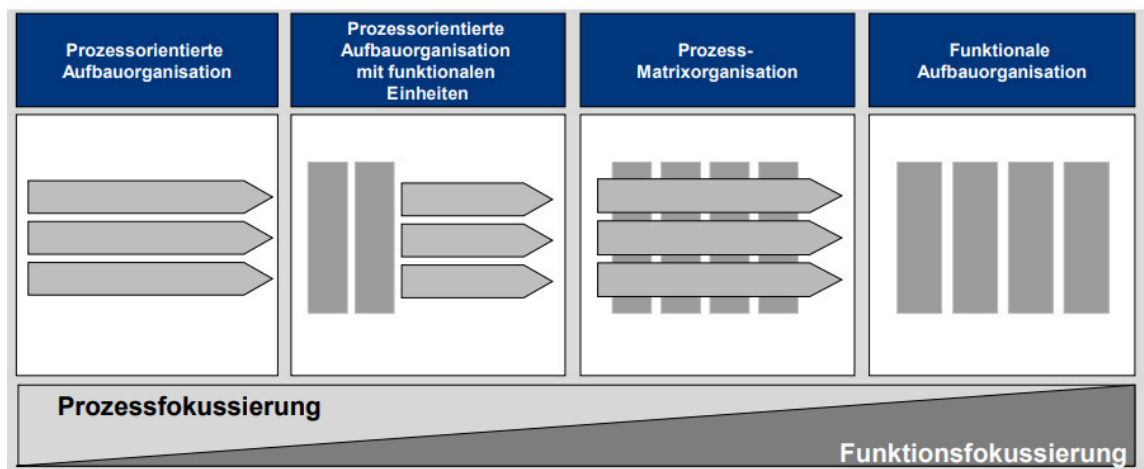 Prozessorientierte
Aufbauorganisation
Prozessorientierte
Aufbauorganisation
mit funktionalen
Einheiten
Prozess-
Matrixorganisation
Funktionale
Aufbauorganisation
Prozessfokussierung
Funktionsfokussierung